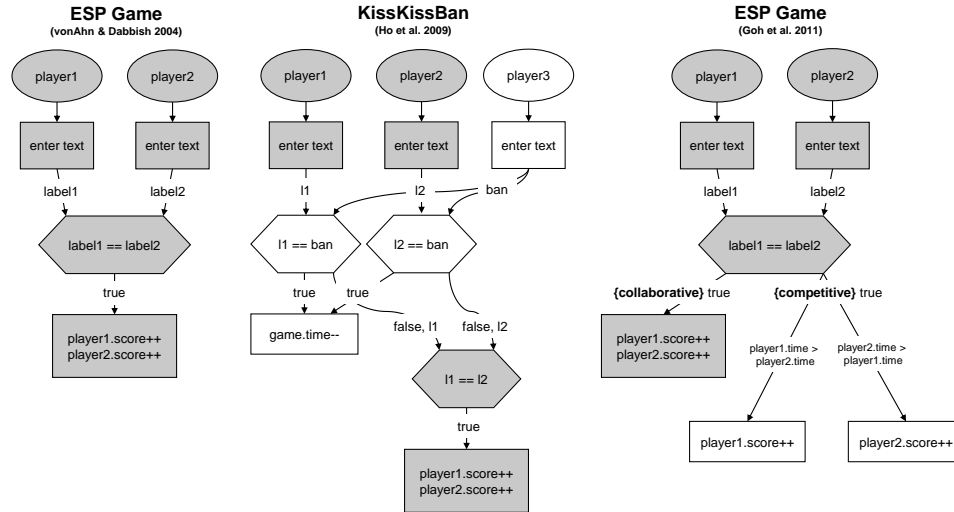 ESP Game
(vonAhn & Dabbish 2004)
player1
player2
enter text
enter text
label1
label2
label1 == label2
true
player1.score++
player2.score++
KissKissBan
(Ho et al. 2009)
player1
player2
player3
enter text
enter text
enter text
l1
l2
ban
l1 == ban
l2 == ban
true
true
game.time--
false, l1
false, l2
l1 == l2
true
player1.score++
player2.score++
ESP Game
(Goh et al. 2011)
player1
player2
enter text
enter text
label1
label2
label1 == label2
{collaborative} true
{competitive} true
player1.score++
player2.score++
player1.time >
player2.time
player2.time >
player1.time
player1.score++
player2.score++